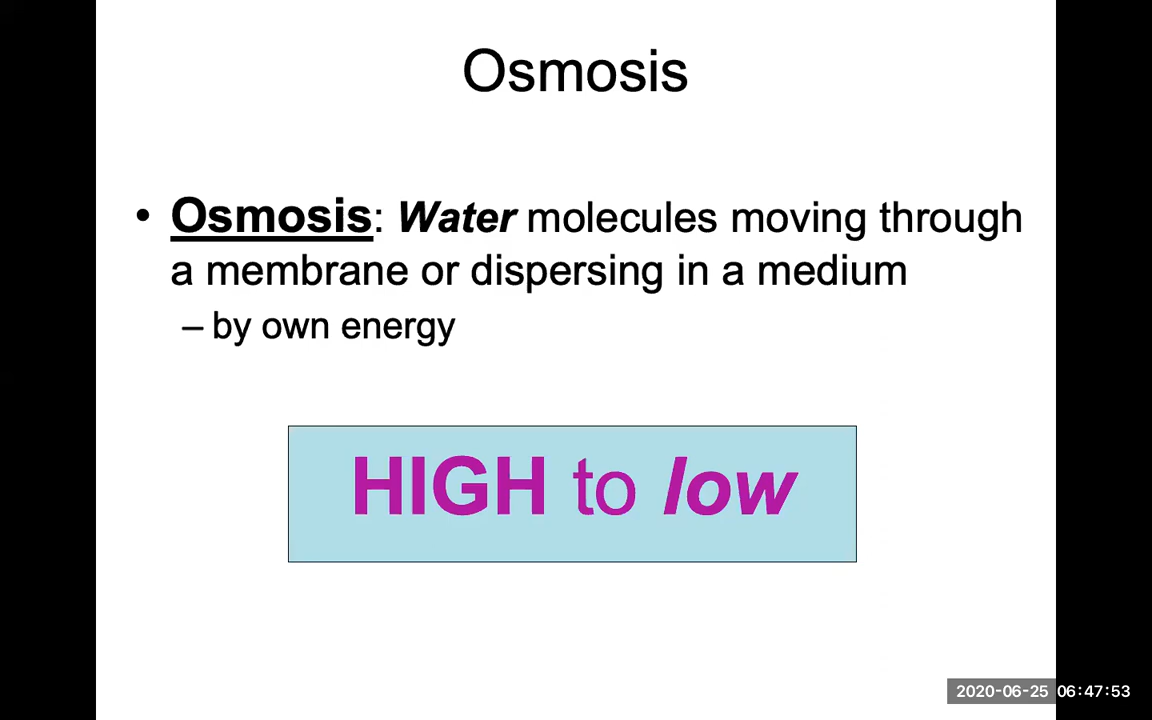 Osmosis
• Osmosis: Water molecules moving through
a membrane or dispersing in a medium
– by own energy
HIGH to low
2020-06-25 06:47:53